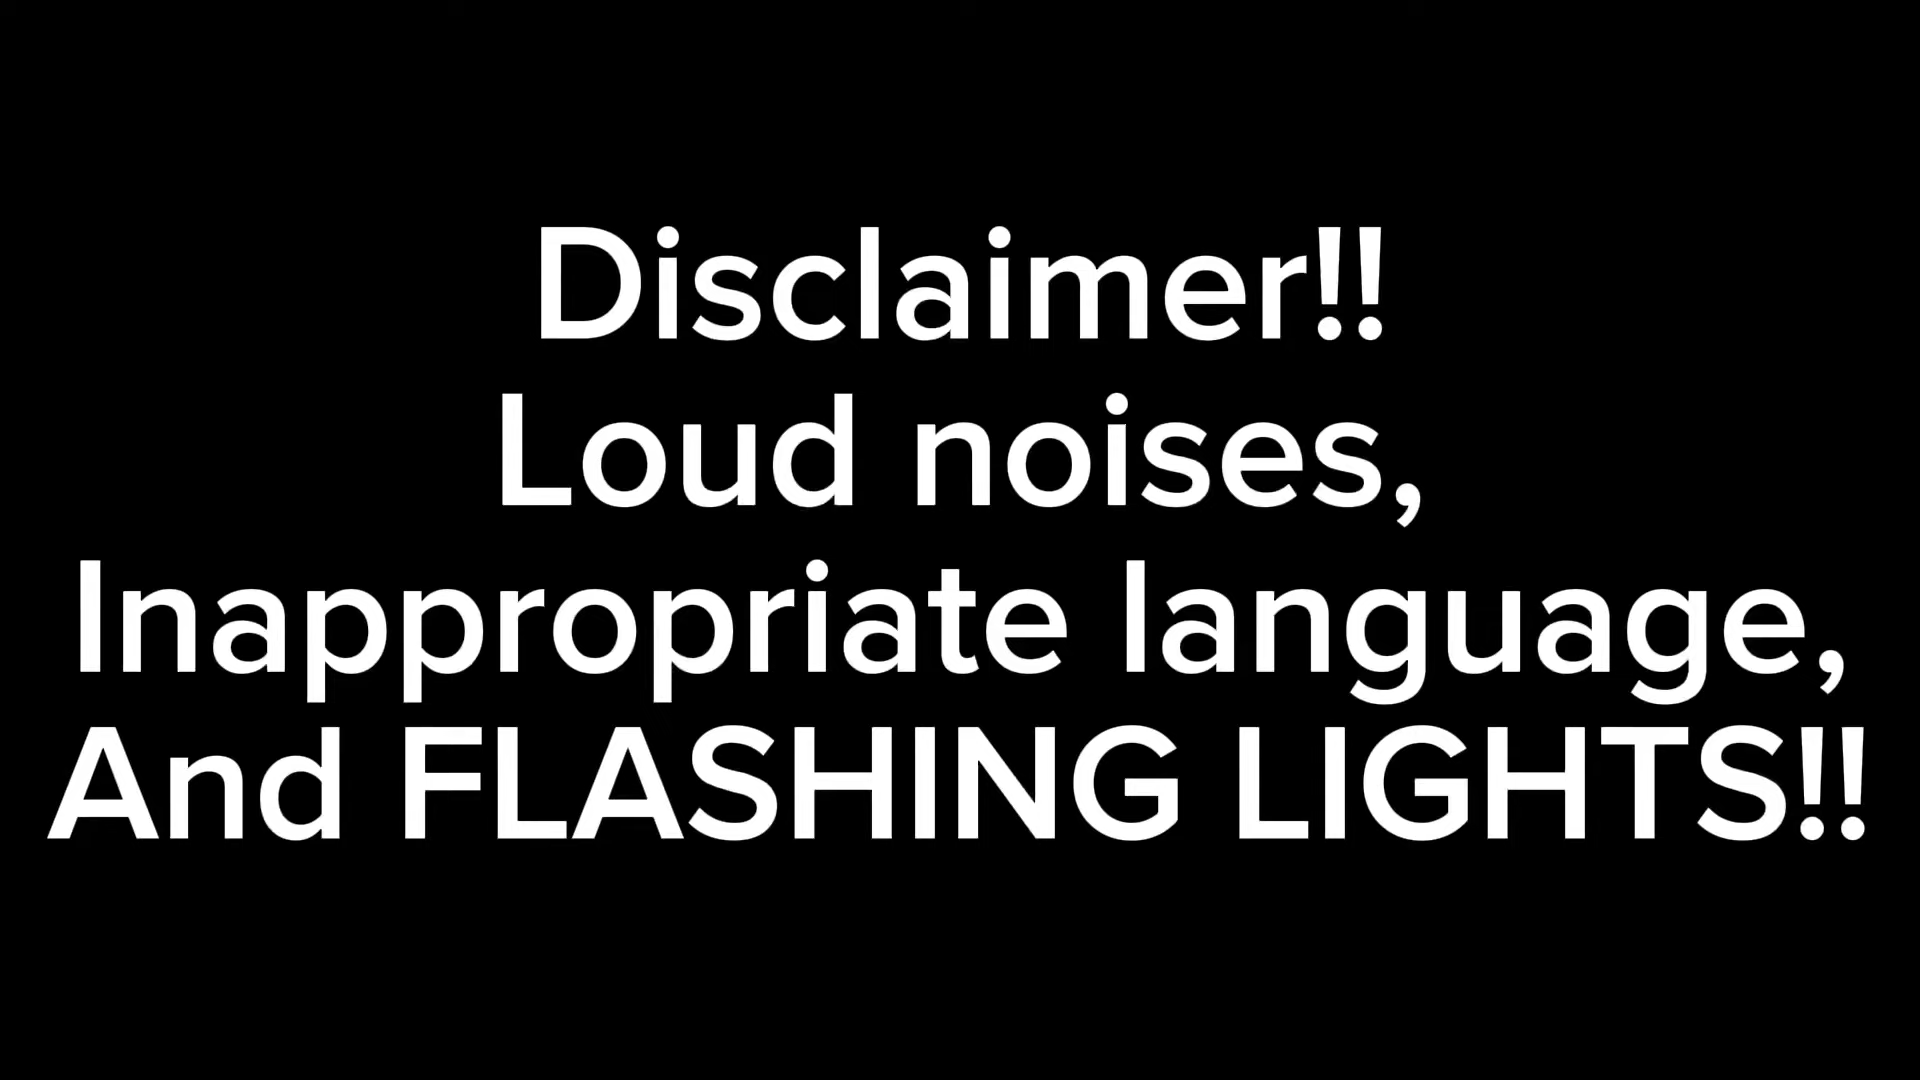 Disclaimer!!
Loud noises,
Inappropriate language,
And FLASHING LIGHTS!!